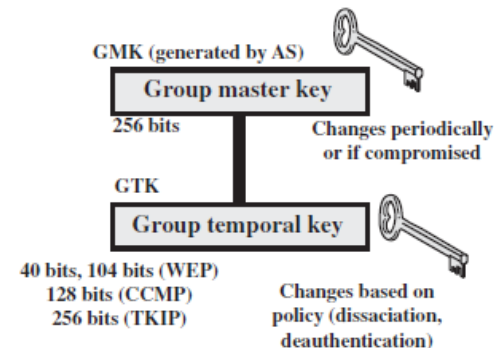 GMK (generated by AS)
Group master key
256 bits
Changes periodically
or if compromised
GTK
Group temporal key
40 bits, 104 bits (WEP)
128 bits (CCMP)
256 bits (TKIP)
Changes based on
policy (dissaciation,
deauthentication)